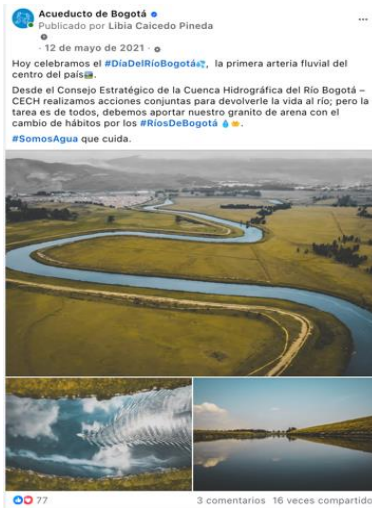 Acueducto de Bogotá
Publicado por Libia Caicedo Pineda
· 12 de mayo de 2021 ·
Hoy celebramos el #DíaDelRíoBogotá, la primera arteria fluvial del
centro del país.
Desde el Consejo Estratégico de la Cuenca Hidrográfica del Río Bogotá –
CECH realizamos acciones conjuntas para devolverle la vida al río; pero la
tarea es de todos, debemos aportar nuestro granito de arena con el
cambio de hábitos por los #RíosDeBogotá.
#SomosAgua que cuida.
77
3 comentarios 16 veces compartido